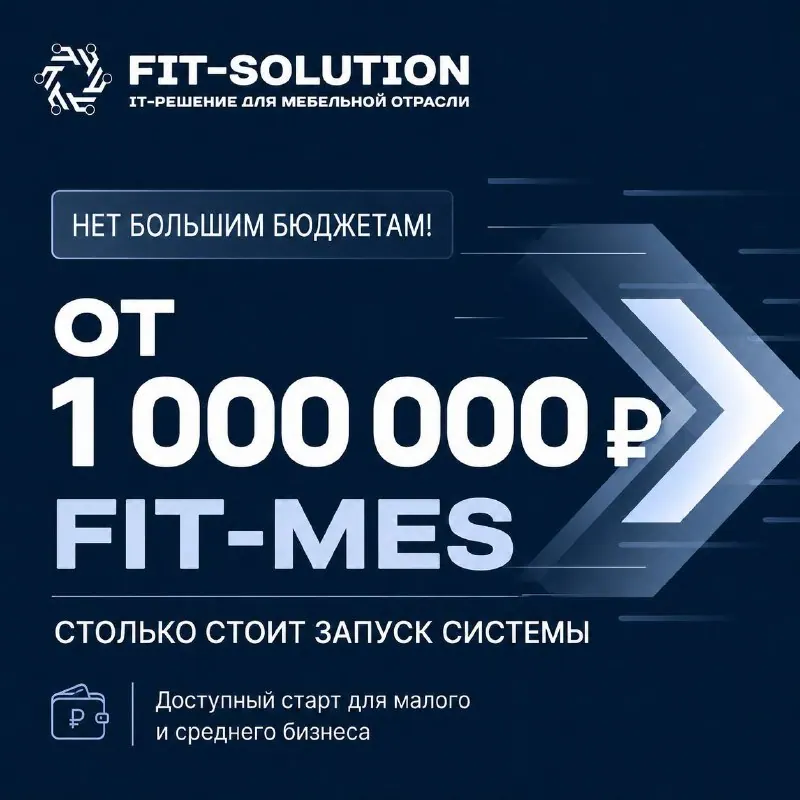 FIT-SOLUTION
IT-РЕШЕНИЕ ДЛЯ МЕБЕЛЬНОЙ ОТРАСЛИ
НЕТ БОЛЬШИМ БЮДЖЕТАМ!
ОТ
1 000 000 ₽
FIT-MES
СТОЛЬКО СТОИТ ЗАПУСК СИСТЕМЫ
₽
Доступный старт для малого
и среднего бизнеса